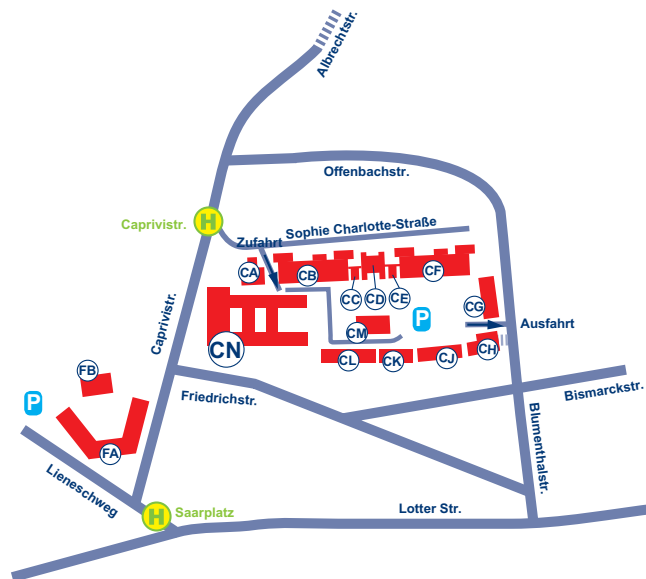 Albrechtstr.
Offenbachstr.
Caprivistr.
H
Sophie Charlotte-Straße
Zufahrt
CA
CB
CF
CC
CD
CE
CG
P
Ausfahrt
CM
CN
CL
CK
CJ
CH
Caprivistr.
FB
P
Friedrichstr.
Bismarckstr.
Blumenthalstr.
FA
Lieneschweg
H
Saarplatz
Lotter Str.